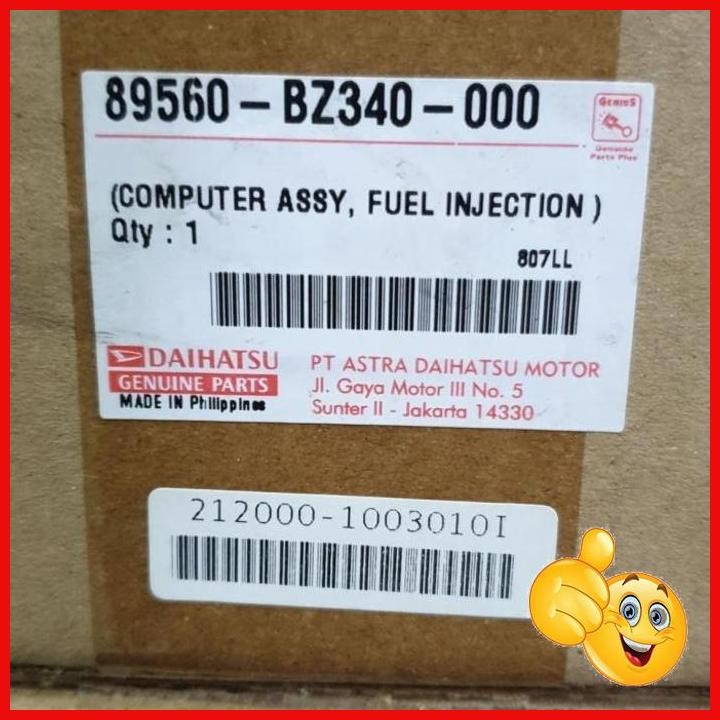 89560-BZ340-000
GENIUS
Genuine
Parts Plus
(COMPUTER ASSY, FUEL INJECTION )
Qty : 1
807LL
DAIHATSU
GENUINE PARTS
MADE IN Philippines
PT ASTRA DAIHATSU MOTOR
Jl. Gaya Motor III No. 5
Sunter II - Jakarta 14330
212000-1003010I